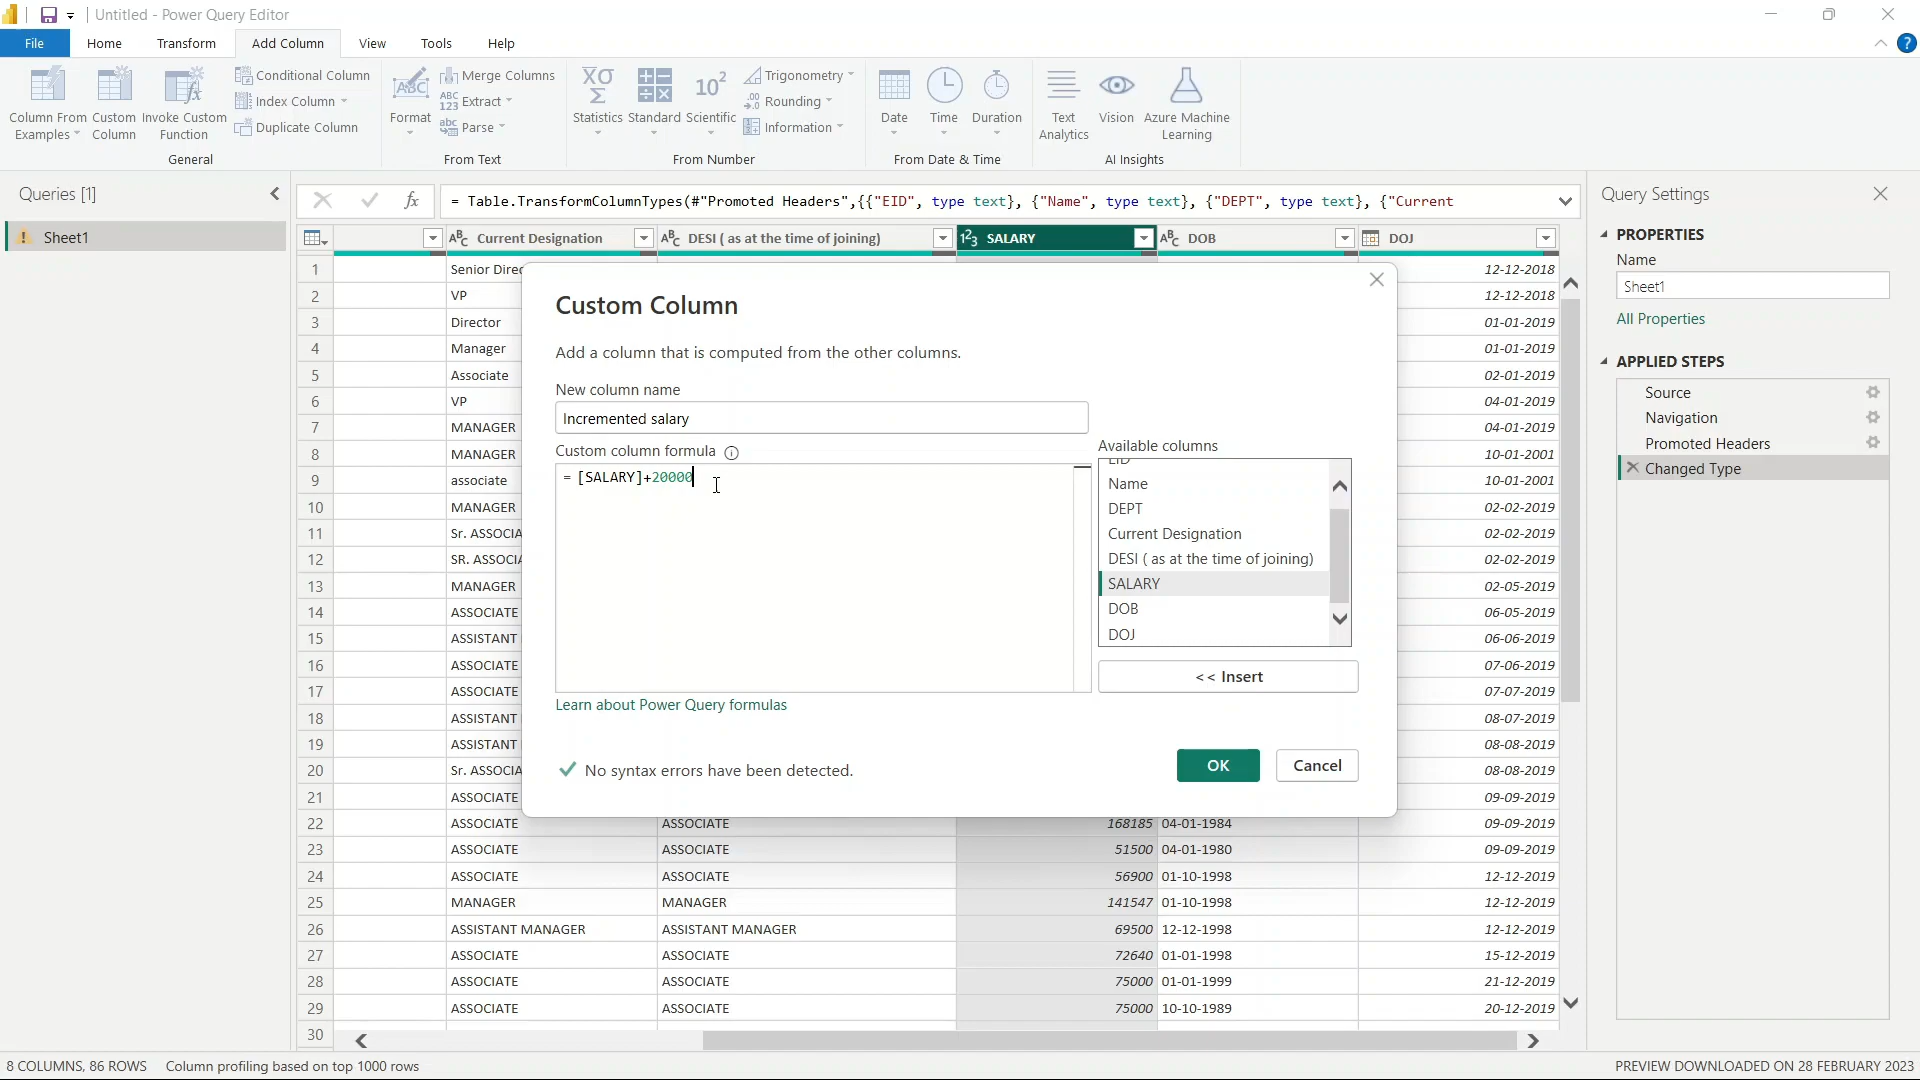 Untitled - Power Query Editor
File Home Transform Add Column View Tools Help
Column From Examples
Custom Column
Invoke Custom Function
Conditional Column
Index Column
Duplicate Column
General
Format
Merge Columns
Extract
Parse
From Text
Statistics
Standard
Scientific
Trigonometry
Rounding
Information
From Number
Date
Time
Duration
From Date & Time
Text Analytics
Vision
Azure Machine Learning
AI Insights
Queries [1]
Sheet1
= Table.TransformColumnTypes(#"Promoted Headers",{{"EID", type text}, {"Name", type text}, {"DEPT", type text}, {"Current
Current Designation DESI ( as at the time of joining) SALARY DOB DOJ
1 Senior Direc 12-12-2018
2 VP 12-12-2018
3 Director 01-01-2019
4 Manager 01-01-2019
5 Associate 02-01-2019
6 VP 04-01-2019
7 MANAGER 04-01-2019
8 MANAGER 10-01-2001
9 associate 10-01-2001
10 MANAGER 02-02-2019
11 Sr. ASSOCIA 02-02-2019
12 SR. ASSOCIA 02-02-2019
13 MANAGER 02-05-2019
14 ASSOCIATE 06-05-2019
15 ASSISTANT 06-06-2019
16 ASSOCIATE 07-06-2019
17 ASSOCIATE 07-07-2019
18 ASSISTANT 08-07-2019
19 ASSISTANT 08-08-2019
20 Sr. ASSOCIA 08-08-2019
21 ASSOCIATE 09-09-2019
22 ASSOCIATE ASSOCIATE 168185 04-01-1984 09-09-2019
23 ASSOCIATE ASSOCIATE 51500 04-01-1980 09-09-2019
24 ASSOCIATE ASSOCIATE 56900 01-10-1998 12-12-2019
25 MANAGER MANAGER 141547 01-10-1998 12-12-2019
26 ASSISTANT MANAGER ASSISTANT MANAGER 69500 12-12-1998 12-12-2019
27 ASSOCIATE ASSOCIATE 72640 01-01-1998 15-12-2019
28 ASSOCIATE ASSOCIATE 75000 01-01-1999 21-12-2019
29 ASSOCIATE ASSOCIATE 75000 10-10-1989 20-12-2019
30
Custom Column
Add a column that is computed from the other columns.
New column name
Incremented salary
Custom column formula
= [SALARY]+20000
Available columns
EID
Name
DEPT
Current Designation
DESI ( as at the time of joining)
SALARY
DOB
DOJ
<< Insert
Learn about Power Query formulas
No syntax errors have been detected.
OK Cancel
Query Settings
PROPERTIES
Name
Sheet1
All Properties
APPLIED STEPS
Source
Navigation
Promoted Headers
Changed Type
8 COLUMNS, 86 ROWS Column profiling based on top 1000 rows
PREVIEW DOWNLOADED ON 28 FEBRUARY 2023